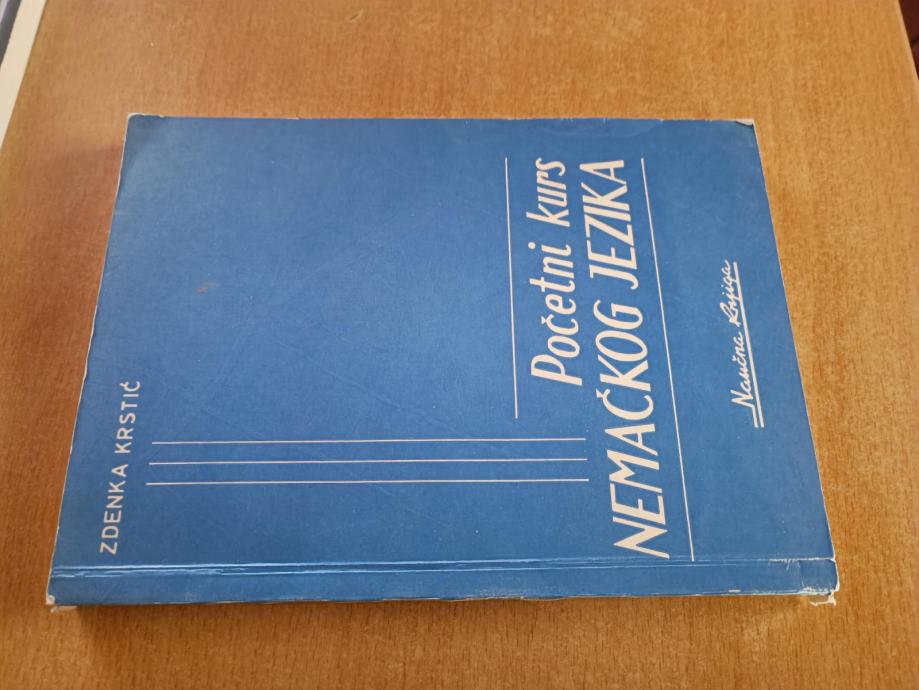 ZDENKA KRSTIĆ
Početni kurs
NEMAČKOG JEZIKA
Naučna Knjiga